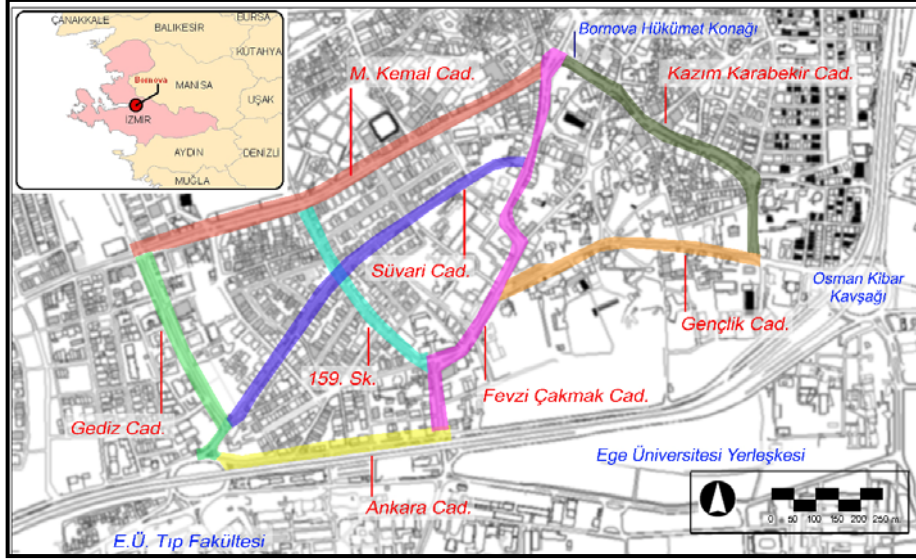 ÇANAKKALE
BALIKESİR
BURSA
KÜTAHYA
Bornova
MANİSA
UŞAK
İZMİR
AYDIN
DENİZLİ
MUĞLA
Bornova Hükümet Konağı
M. Kemal Cad.
Kazım Karabekir Cad.
Süvari Cad.
Osman Kibar
Kavşağı
Gençlik Cad.
159. Sk.
Fevzi Çakmak Cad.
Gediz Cad.
Ege Üniversitesi Yerleşkesi
Ankara Cad.
0 50 100 150 200 250 m
E.Ü. Tıp Fakültesi